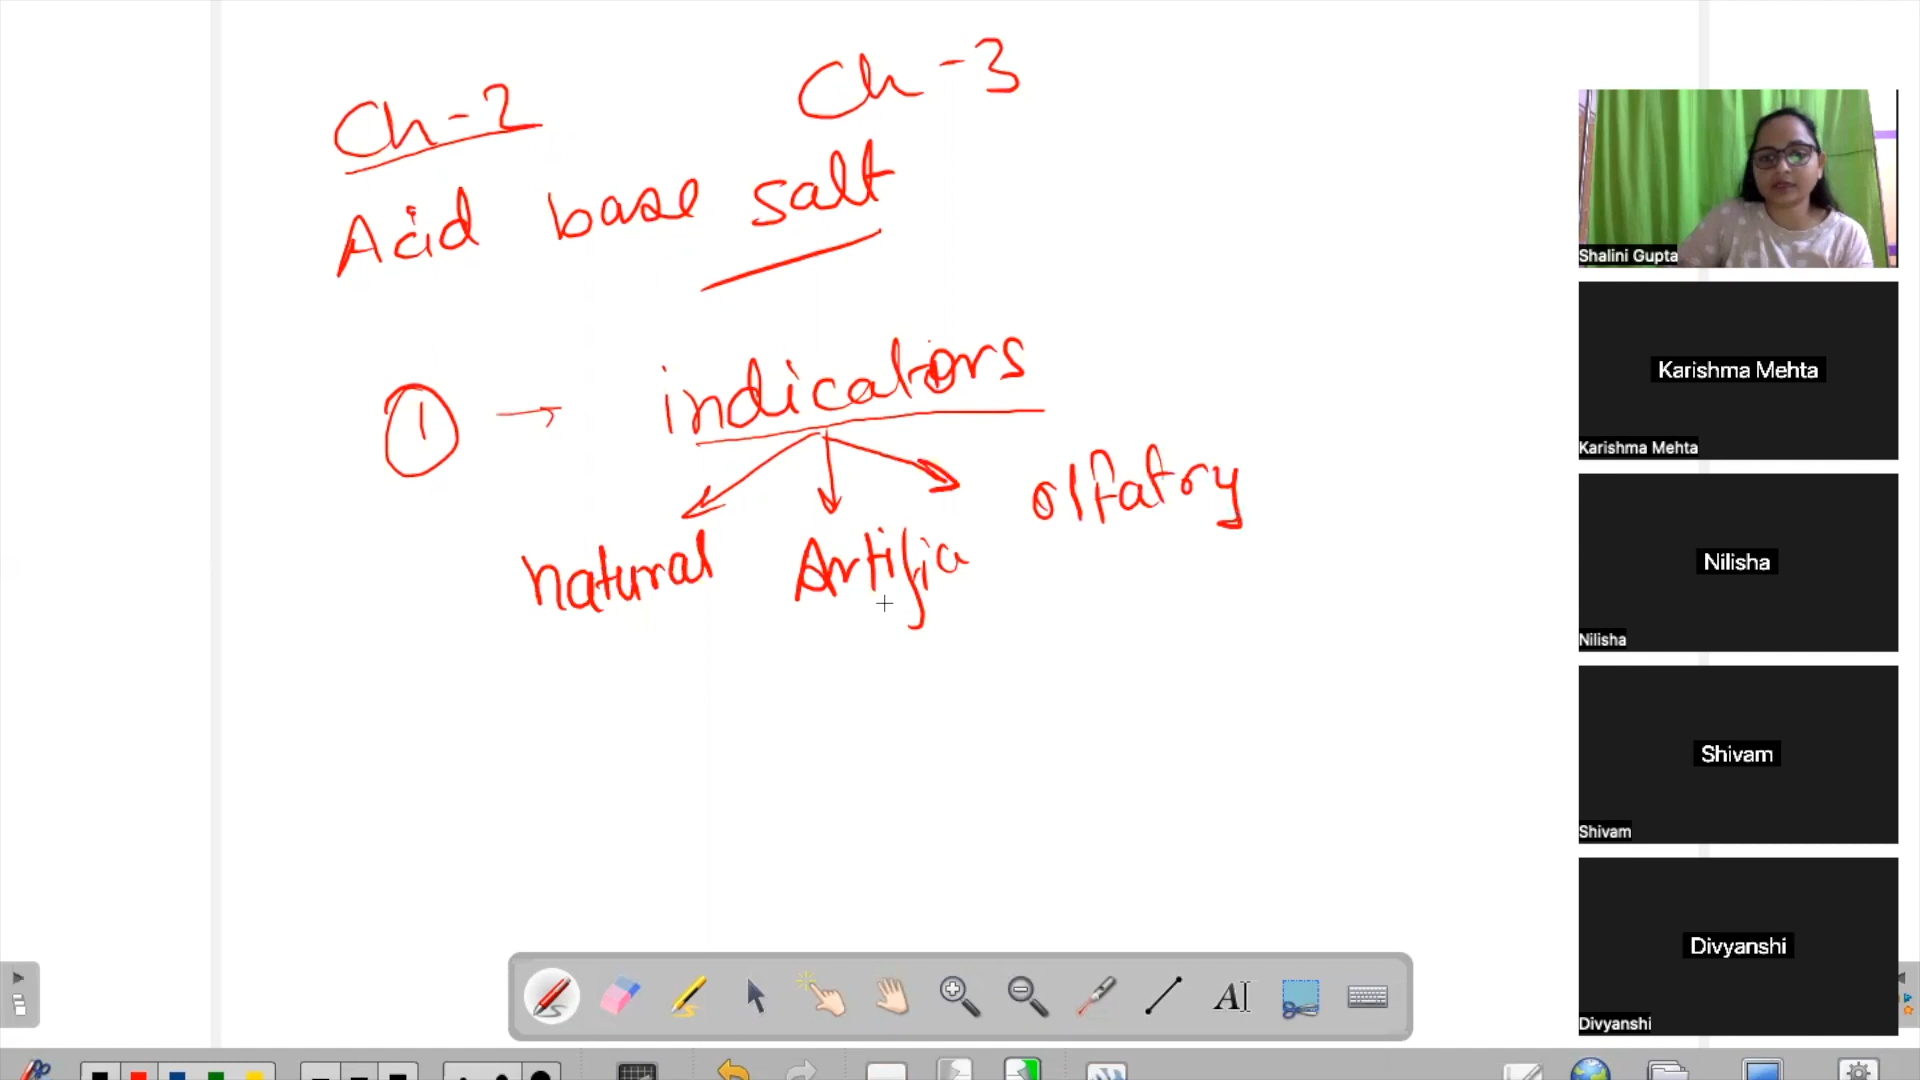 Ch-2 Ch-3
Acid base salt
1 → indicators
natural Artific olfatory
Shalini Gupta
Karishma Mehta
Karishma Mehta
Nilisha
Nilisha
Shivam
Shivam
Divyanshi
Divyanshi